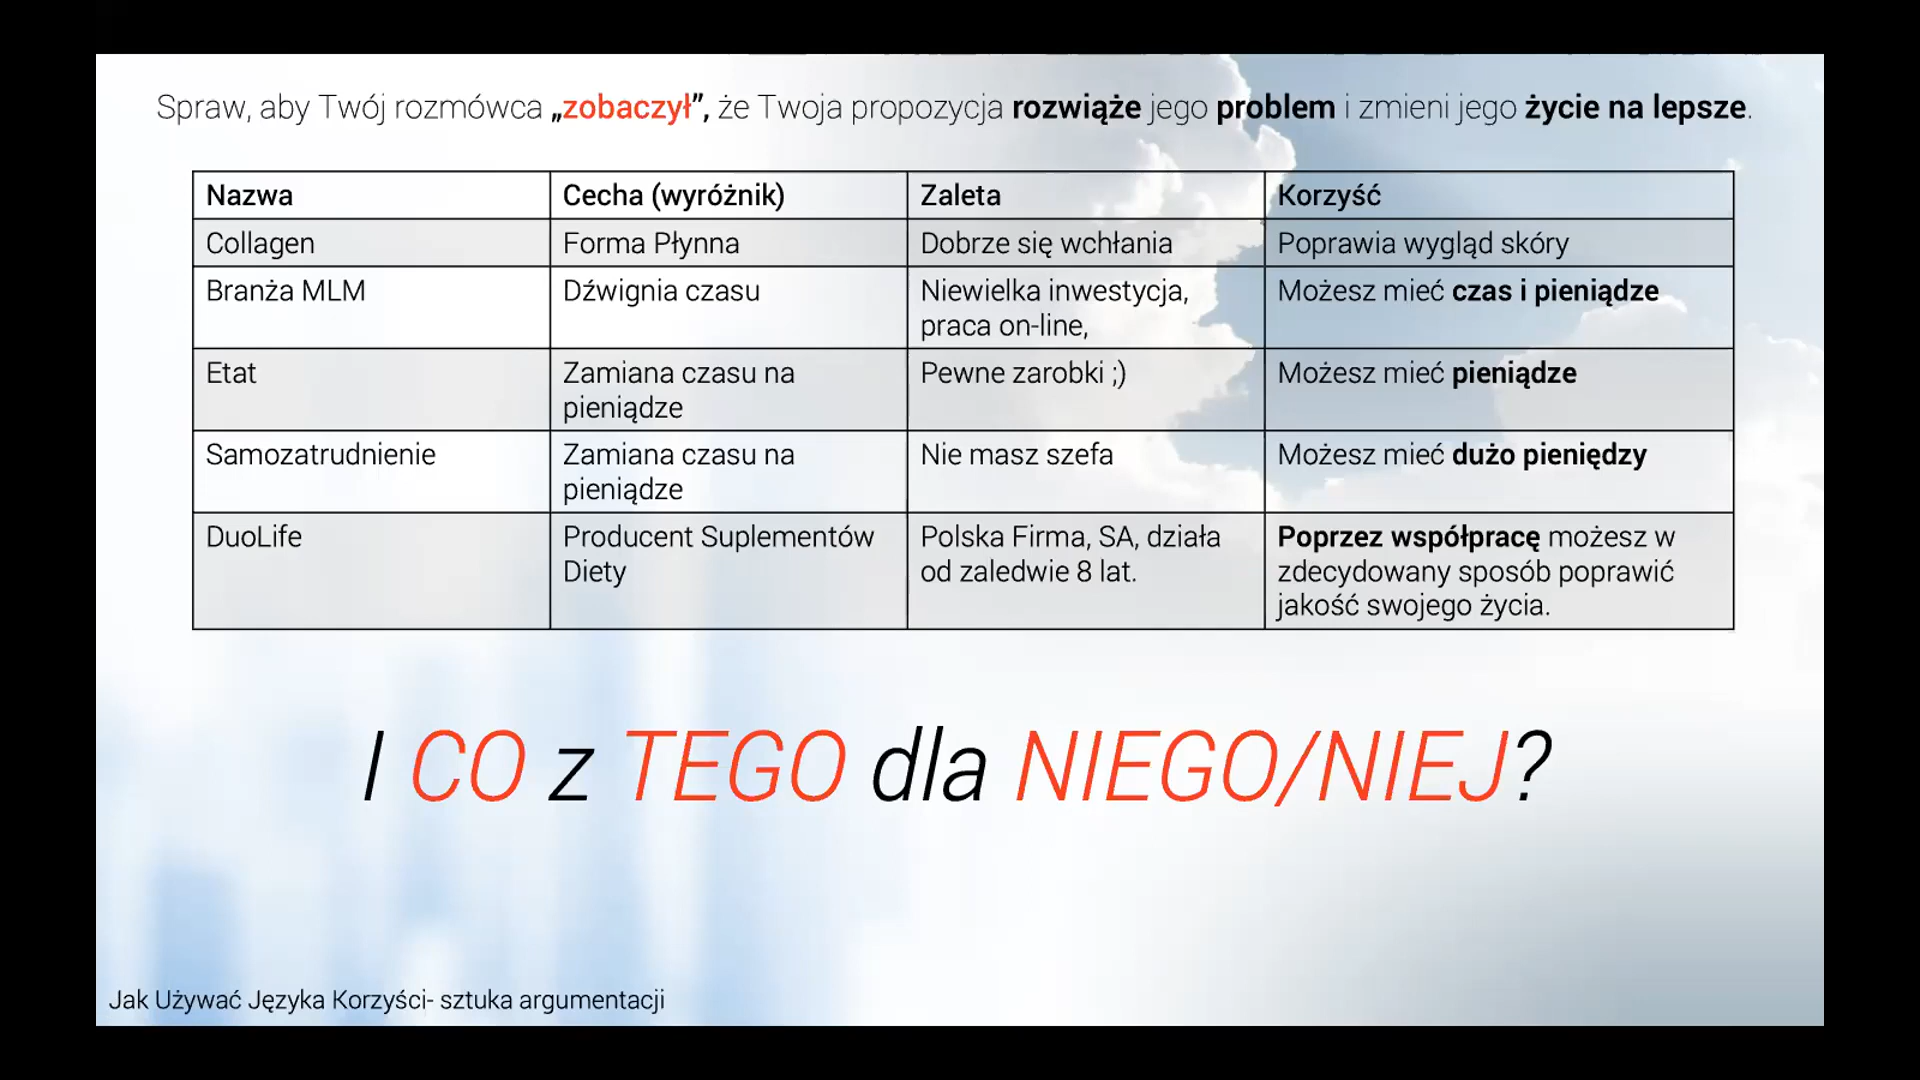 Spraw, aby Twój rozmówca „zobaczył”, że Twoja propozycja rozwiąże jego problem i zmieni jego życie na lepsze.
Nazwa Cecha (wyróżnik) Zaleta Korzyść
Collagen Forma Płynna Dobrze się wchłania Poprawia wygląd skóry
Branża MLM Dźwignia czasu Niewielka inwestycja, Możesz mieć czas i pieniądze
praca on-line,
Etat Zamiana czasu na Pewne zarobki ;) Możesz mieć pieniądze
pieniądze
Samozatrudnienie Zamiana czasu na Nie masz szefa Możesz mieć dużo pieniędzy
pieniądze
DuoLife Producent Suplementów Polska Firma, SA, działa Poprzez współpracę możesz w
Diety od zaledwie 8 lat. zdecydowany sposób poprawić
jakość swojego życia.
I CO z TEGO dla NIEGO/NIEJ?
Jak Używać Języka Korzyści- sztuka argumentacji